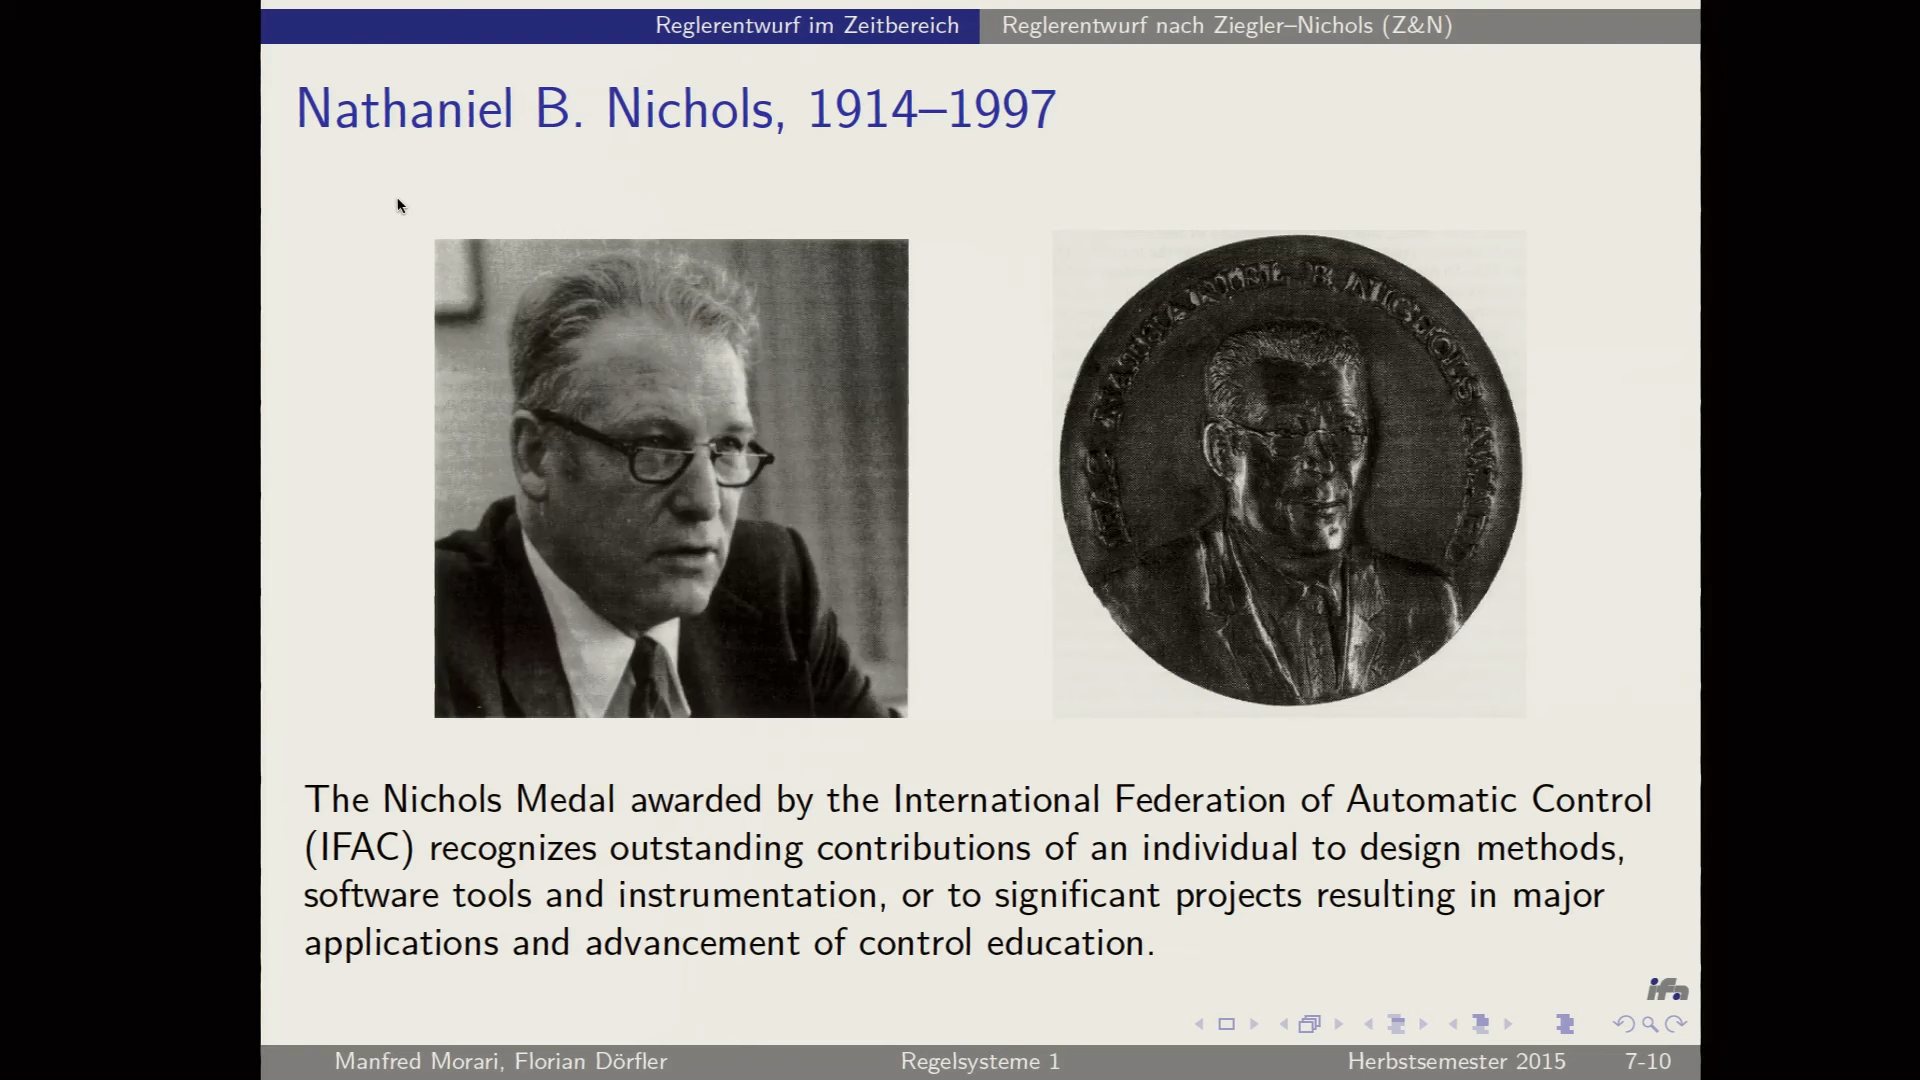 Reglerentwurf im Zeitbereich Reglerentwurf nach Ziegler–Nichols (Z&N)
Nathaniel B. Nichols, 1914–1997
NATHANIEL B. NICHOLS
The Nichols Medal awarded by the International Federation of Automatic Control
(IFAC) recognizes outstanding contributions of an individual to design methods,
software tools and instrumentation, or to significant projects resulting in major
applications and advancement of control education.
ifa
Manfred Morari, Florian Dörfler Regelsysteme 1 Herbstsemester 2015 7-10